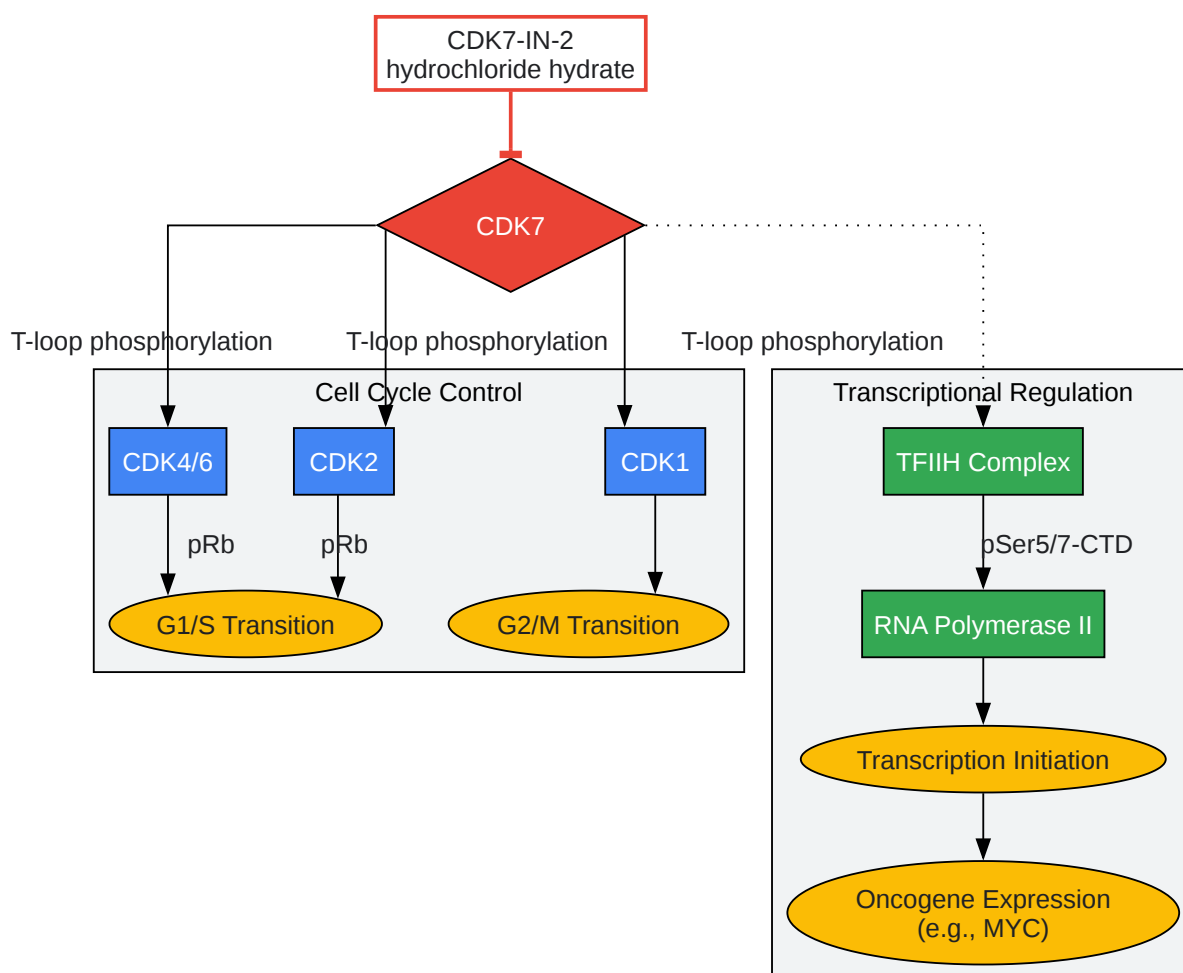 CDK7-IN-2
hydrochloride hydrate
CDK7
T-loop phosphorylation
T-loop phosphorylation
T-loop phosphorylation
Cell Cycle Control
Transcriptional Regulation
CDK4/6
CDK2
CDK1
TFIIH Complex
pRb
pRb
pSer5/7-CTD
G1/S Transition
G2/M Transition
RNA Polymerase II
Transcription Initiation
Oncogene Expression
(e.g., MYC)